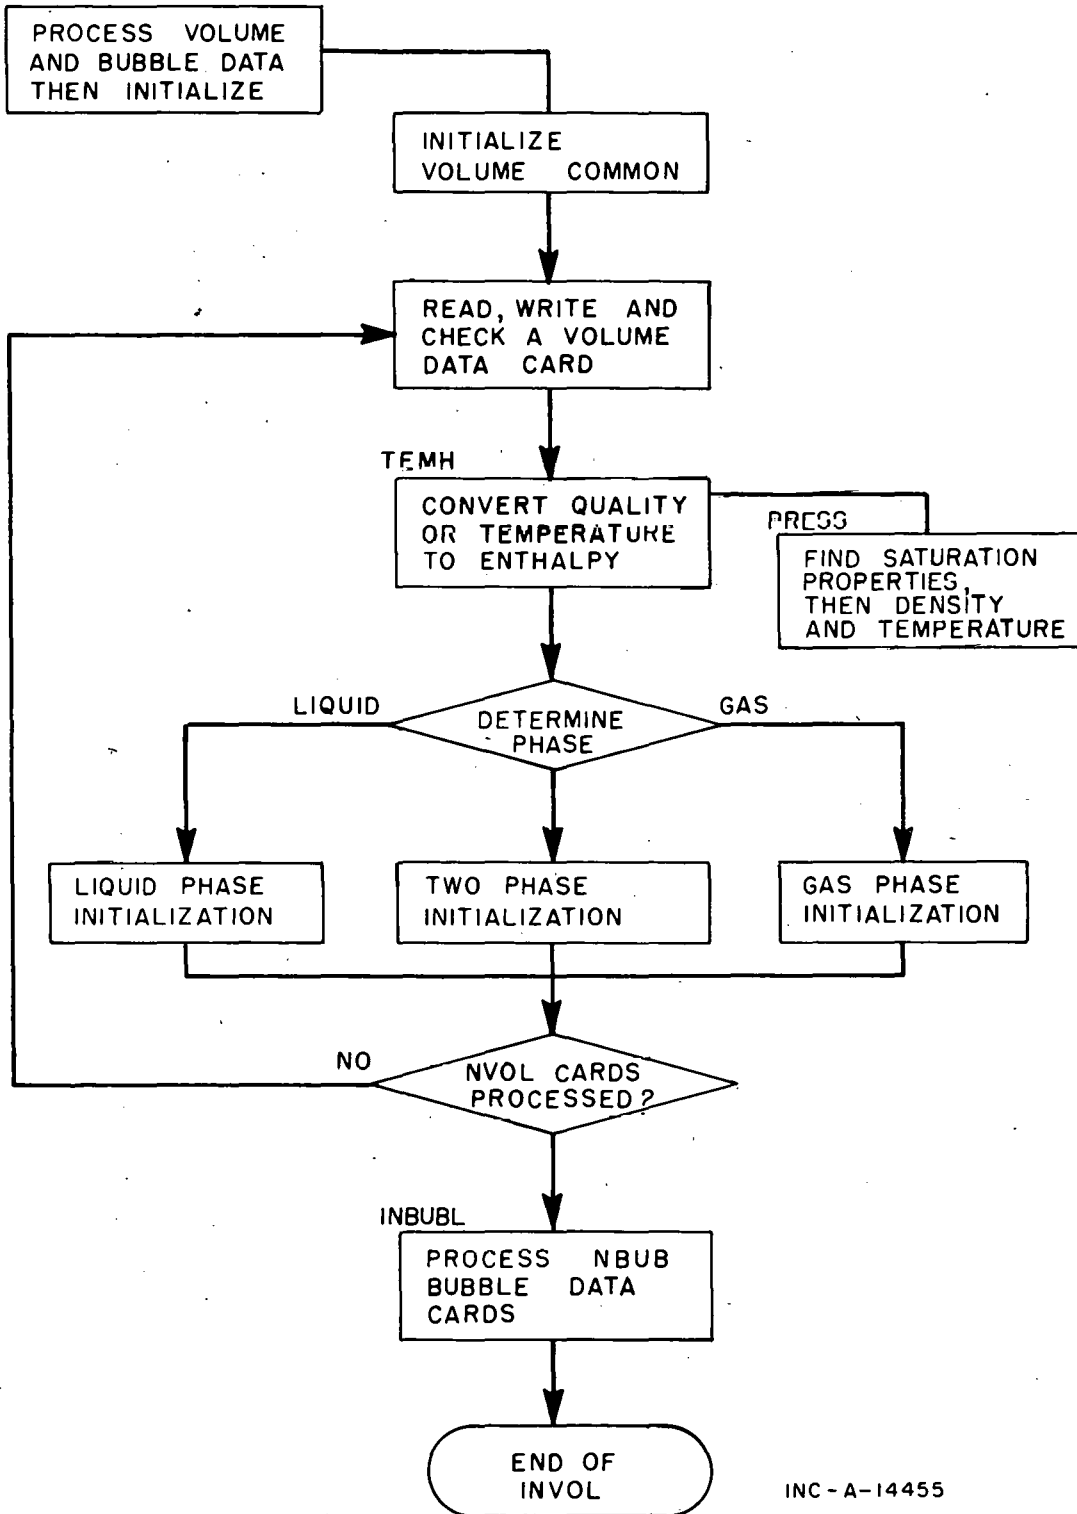 PROCESS VOLUME
AND BUBBLE DATA
THEN INITIALIZE
INITIALIZE
VOLUME COMMON
READ, WRITE AND
CHECK A VOLUME
DATA CARD
TEMH
CONVERT QUALITY
OR TEMPERATURE
TO ENTHALPY
PRESS
FIND SATURATION
PROPERTIES,
THEN DENSITY
AND TEMPERATURE
LIQUID
DETERMINE
PHASE
GAS
LIQUID PHASE
INITIALIZATION
TWO PHASE
INITIALIZATION
GAS PHASE
INITIALIZATION
NO
NVOL CARDS
PROCESSED?
INBUBL
PROCESS NBUB
BUBBLE DATA
CARDS
END OF
INVOL
INC-A-14455